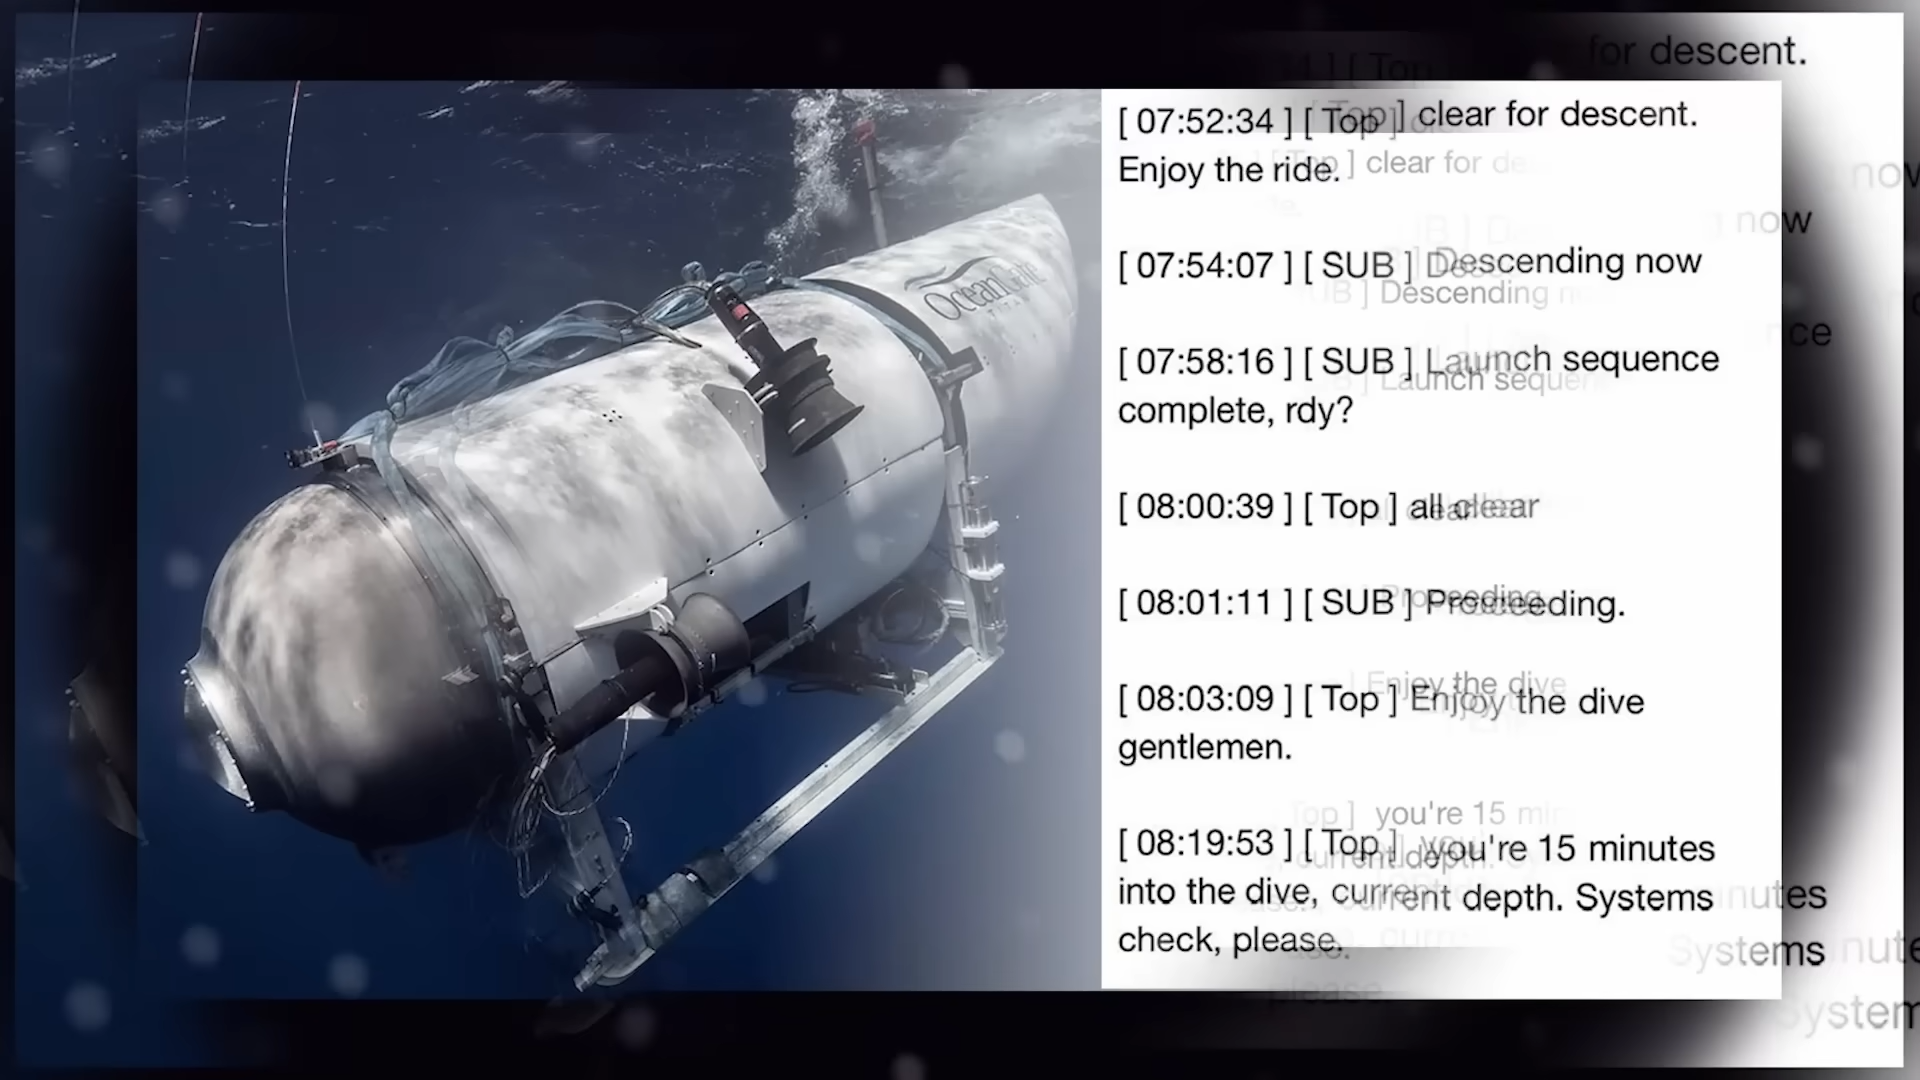 OceanGate
[ 07:52:34 ] [ Top ] clear for descent.
Enjoy the ride.
[ 07:54:07 ] [ SUB ] Descending now
[ 07:58:16 ] [ SUB ] Launch sequence
complete, rdy?
[ 08:00:39 ] [ Top ] all clear
[ 08:01:11 ] [ SUB ] Proceeding.
[ 08:03:09 ] [ Top ] Enjoy the dive
gentlemen.
[ 08:19:53 ] [ Top ] you're 15 minutes
into the dive, current depth. Systems
check, please.